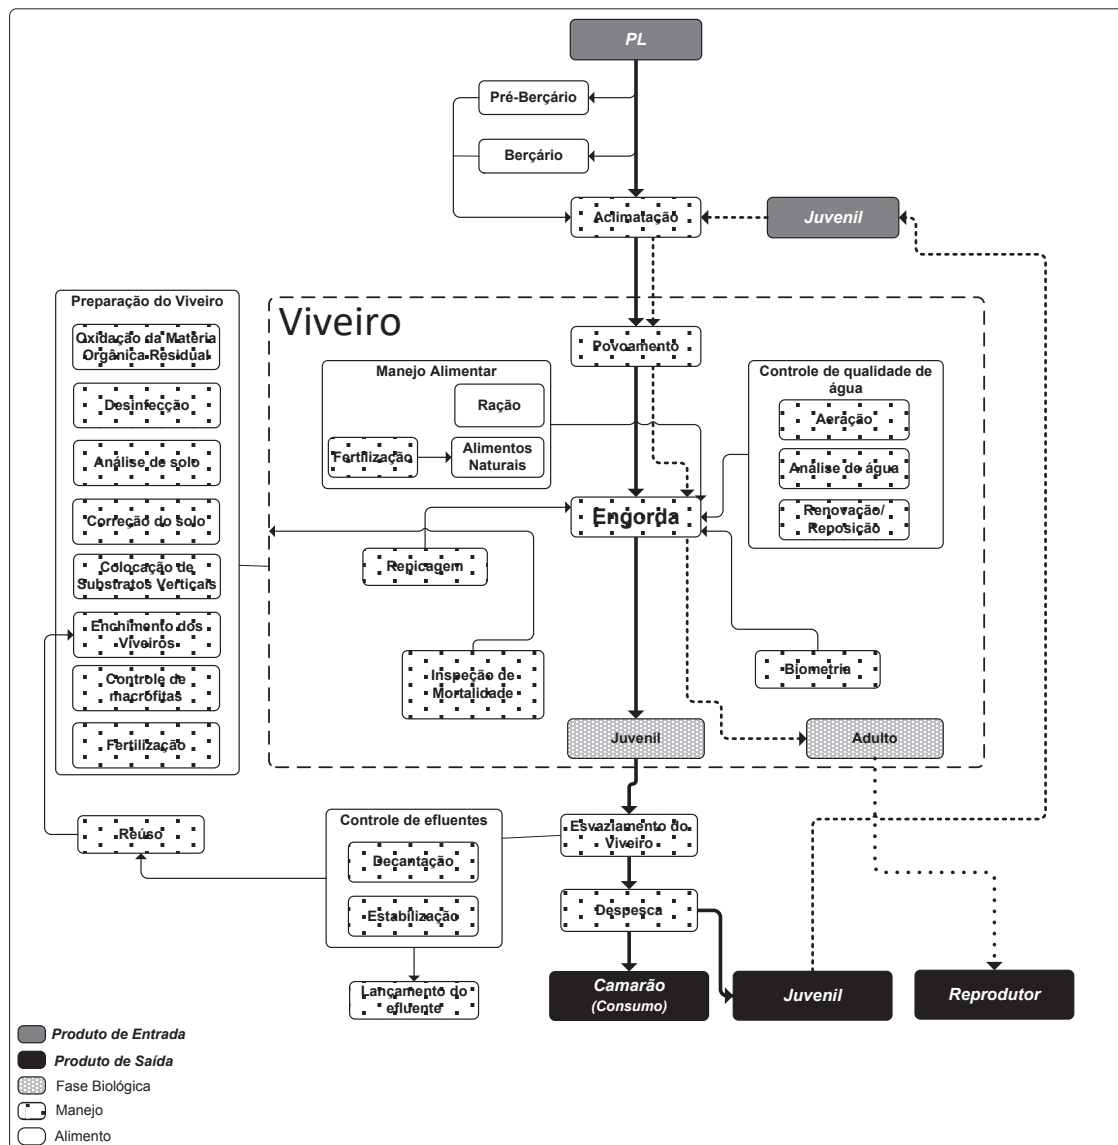 PL
Pré-Berçário
Berçário
Aclimatação
Juvenil
Preparação do Viveiro
Oxidação da Matéria
Orgânica Residual
Desinfecção
Análise de solo
Correção do solo
Colocação de
Substratos Verticais
Enchimento dos
Viveiros
Controle de
macrófitas
Fertilização
Viveiro
Povoamento
Manejo Alimentar
Ração
Fertilização
Alimentos
Naturais
Controle de qualidade de
água
Aeração
Análise de água
Renovação/
Reposição
Engorda
Repicagem
Inspeção de
Mortalidade
Biometria
Juvenil
Adulto
Reúso
Controle de efluentes
Decantação
Estabilização
Esvaziamento do
Viveiro
Despesca
Lançamento do
efluente
Camarão
(Consumo)
Juvenil
Reprodutor
Produto de Entrada
Produto de Saída
Fase Biológica
Manejo
Alimento